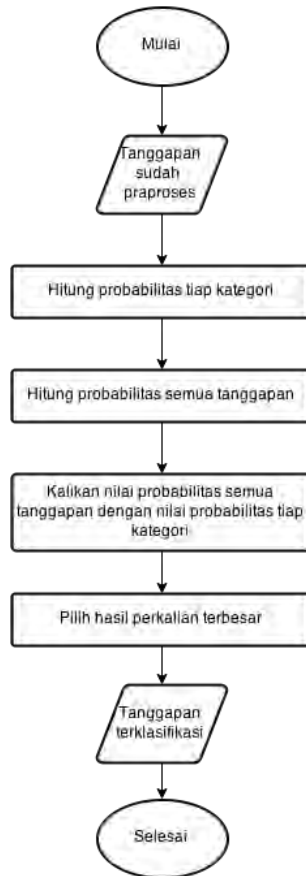 Mulai
Tanggapan
sudah
praproses
Hitung probabilitas tiap kategori
Hitung probabilitas semua tanggapan
Kalikan nilai probabilitas semua
tanggapan dengan nilai probabilitas tiap
kategori
Pilih hasil perkalian terbesar
Tanggapan
terklasifikasi
Selesai